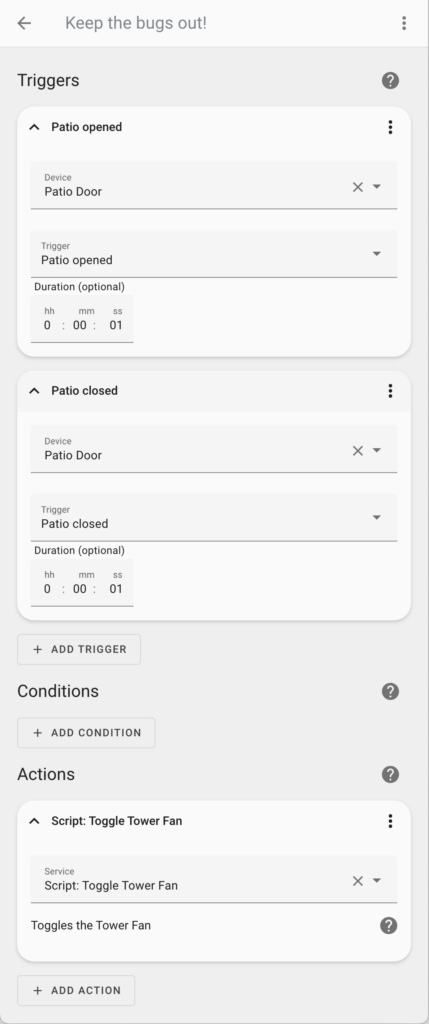 Keep the bugs out!
Triggers
Patio opened
Device
Patio Door
Trigger
Patio opened
Duration (optional)
hh mm ss
0 : 00 : 01
Patio closed
Device
Patio Door
Trigger
Patio closed
Duration (optional)
hh mm ss
0 : 00 : 01
+ ADD TRIGGER
Conditions
+ ADD CONDITION
Actions
Script: Toggle Tower Fan
Service
Script: Toggle Tower Fan
Toggles the Tower Fan
+ ADD ACTION